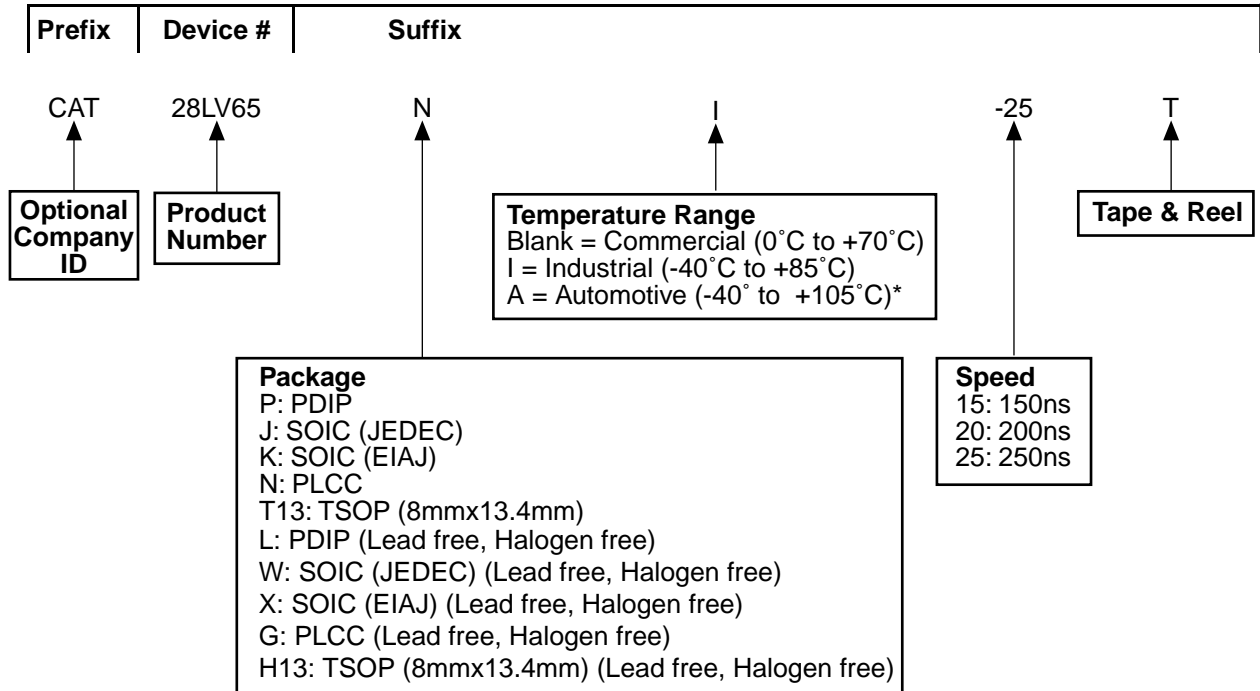 Prefix Device # Suffix
CAT 28LV65 N I -25 T
Optional
Company
ID
Product
Number
Temperature Range
Blank = Commercial (0˚C to +70˚C)
I = Industrial (-40˚C to +85˚C)
A = Automotive (-40˚ to +105˚C)*
Tape & Reel
Package
P: PDIP
J: SOIC (JEDEC)
K: SOIC (EIAJ)
N: PLCC
T13: TSOP (8mmx13.4mm)
L: PDIP (Lead free, Halogen free)
W: SOIC (JEDEC) (Lead free, Halogen free)
X: SOIC (EIAJ) (Lead free, Halogen free)
G: PLCC (Lead free, Halogen free)
H13: TSOP (8mmx13.4mm) (Lead free, Halogen free)
Speed
15: 150ns
20: 200ns
25: 250ns